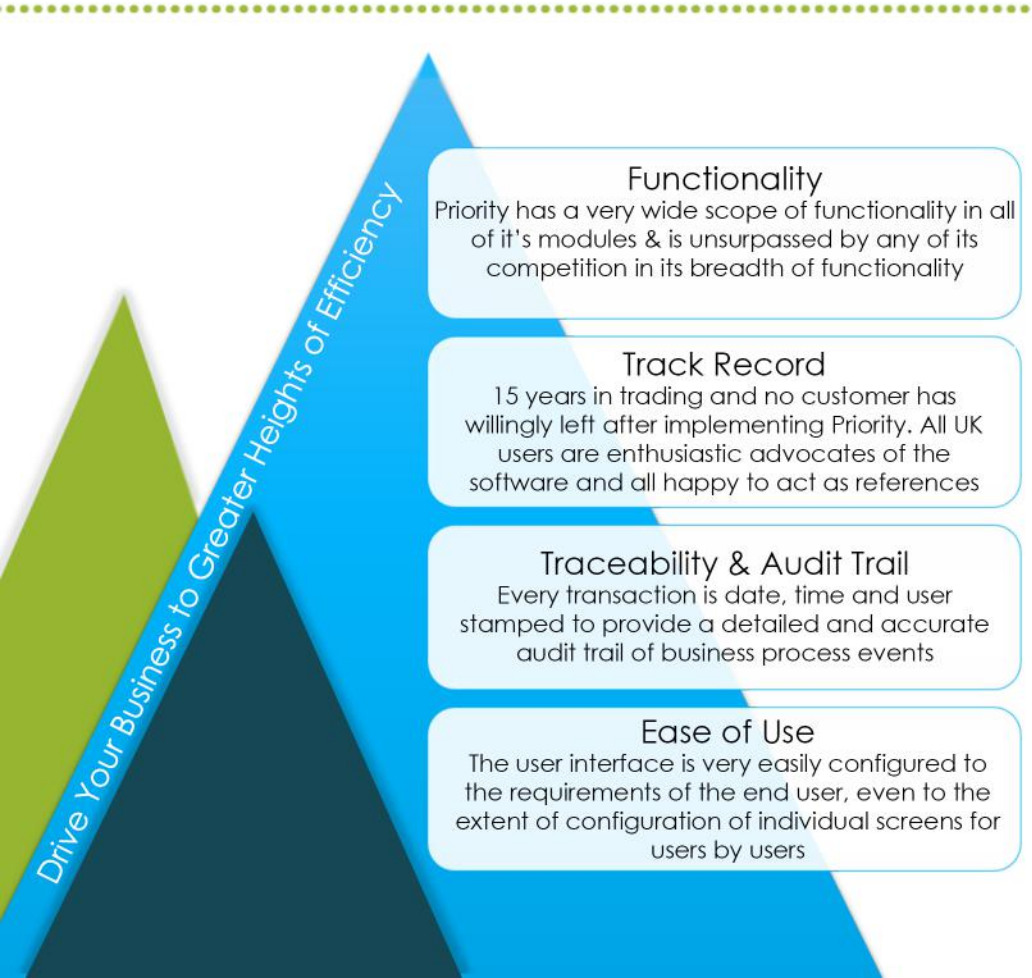 Drive Your Business to Greater Heights of Efficiency
Functionality
Priority has a very wide scope of functionality in all
of it's modules & is unsurpassed by any of its
competition in its breadth of functionality
Track Record
15 years in trading and no customer has
willingly left after implementing Priority. All UK
users are enthusiastic advocates of the
software and all happy to act as references
Traceability & Audit Trail
Every transaction is date, time and user
stamped to provide a detailed and accurate
audit trail of business process events
Ease of Use
The user interface is very easily configured to
the requirements of the end user, even to the
extent of configuration of individual screens for
users by users